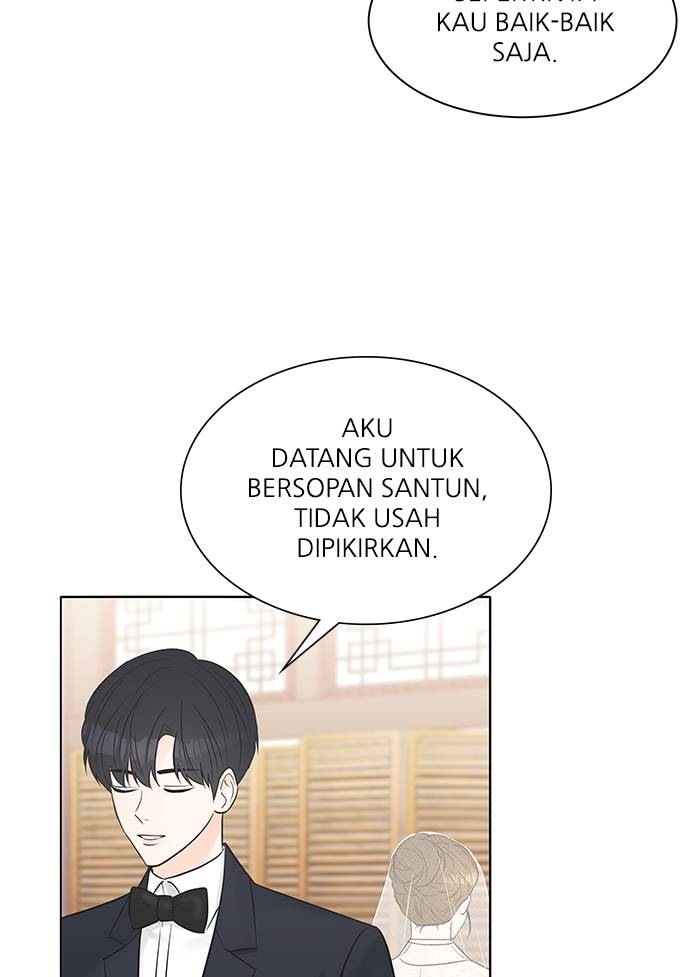 KAU BAIK-BAIK
SAJA.
AKU
DATANG UNTUK
BERSOPAN SANTUN,
TIDAK USAH
DIPIKIRKAN.